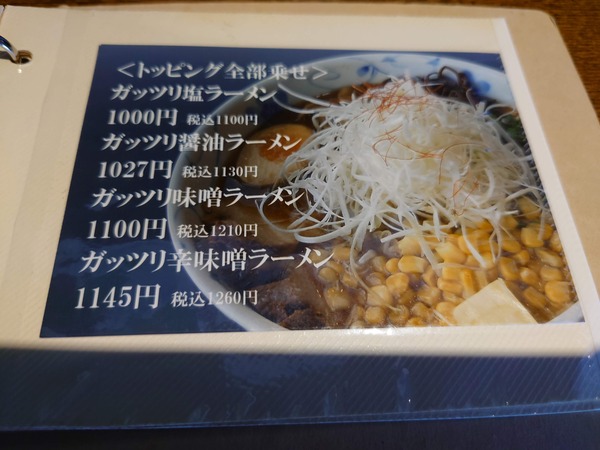 ＜トッピング全部乗せ＞
ガッツリ塩ラーメン
1000円 税込1100円
ガッツリ醤油ラーメン
1027円 税込1130円
ガッツリ味噌ラーメン
1100円 税込1210円
ガッツリ辛味噌ラーメン
1145円 税込1260円